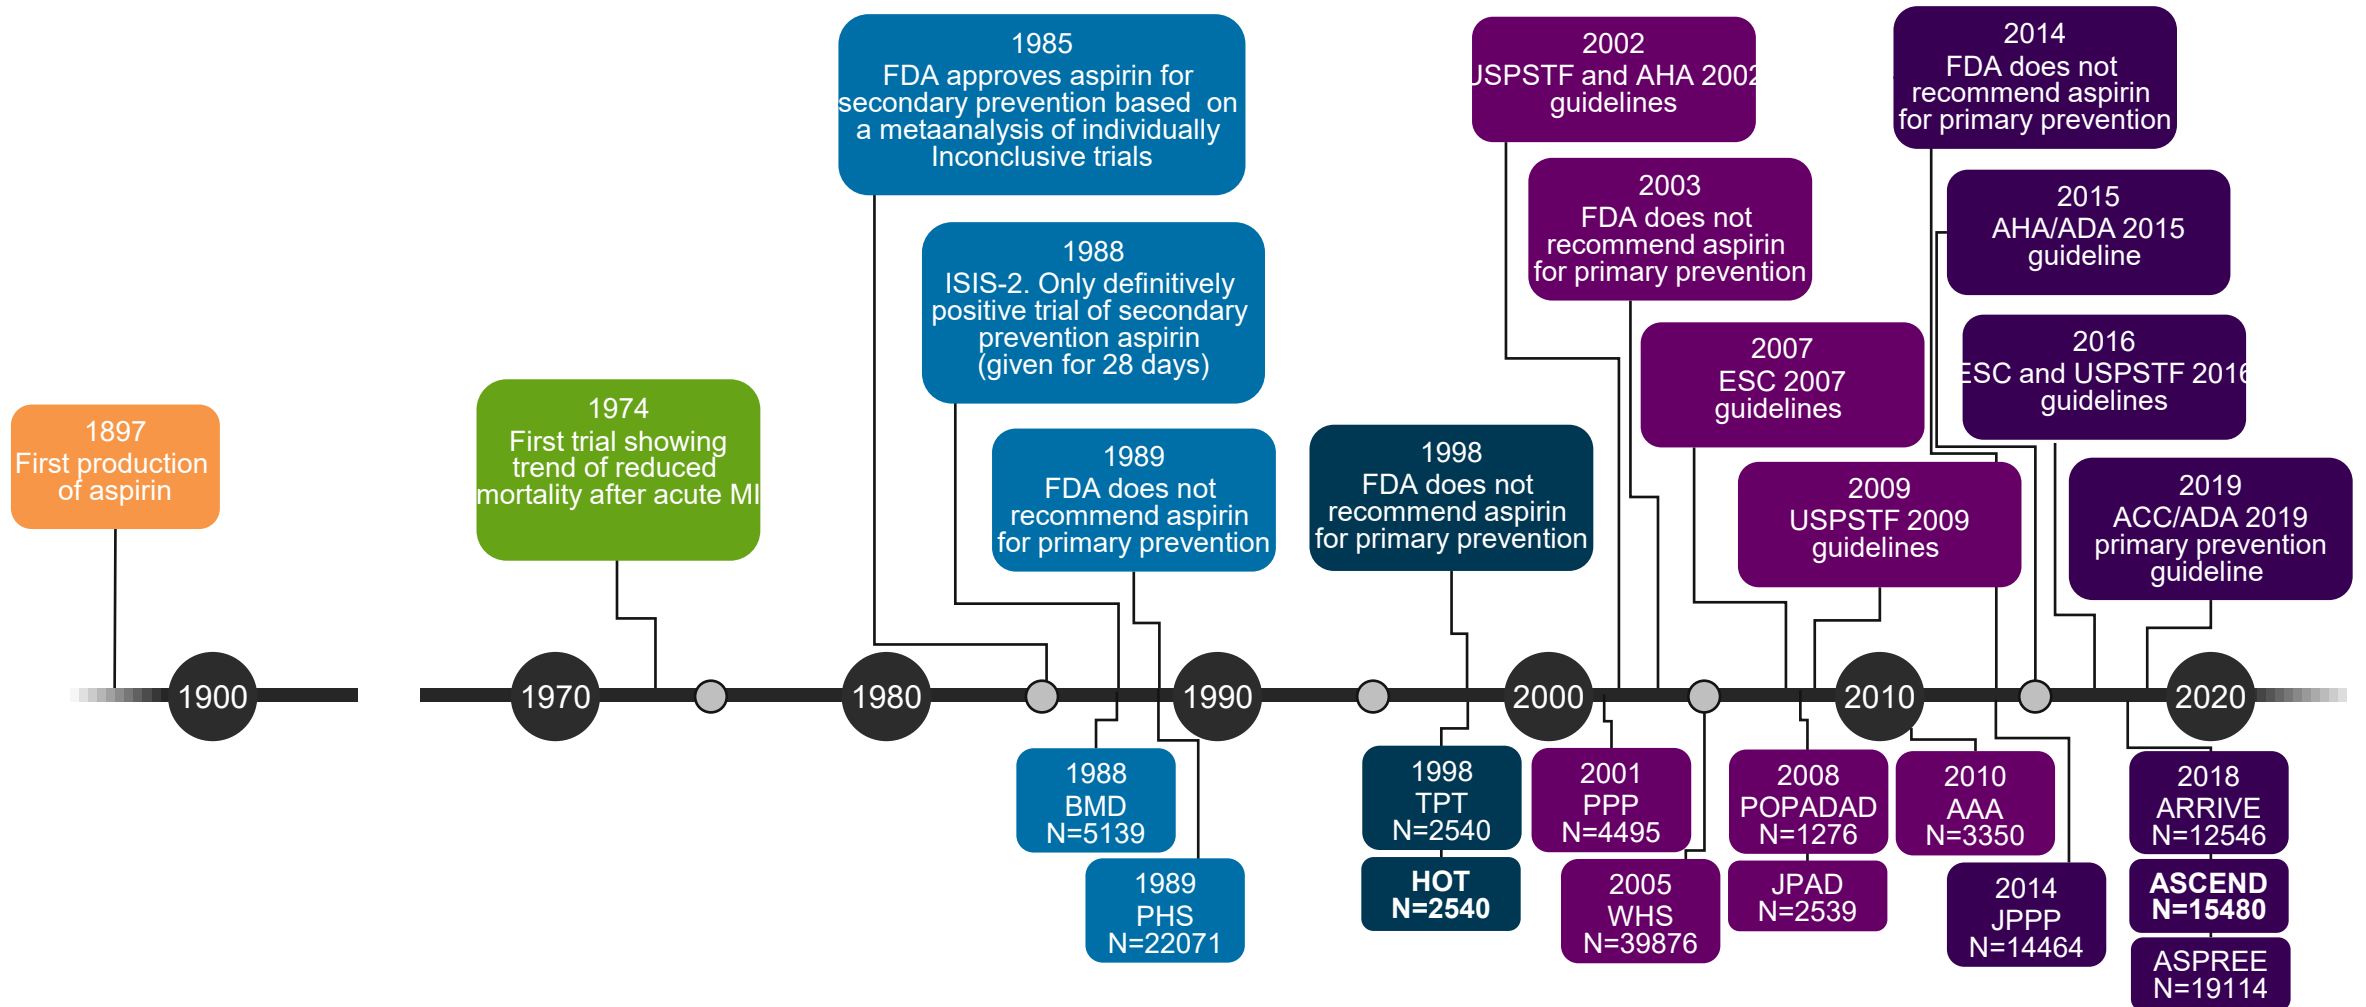 1985
FDA approves aspirin for
secondary prevention based on
a metaanalysis of individually
Inconclusive trials
2002
USPSTF and AHA 2002
guidelines
2014
FDA does not
recommend aspirin
for primary prevention
2003
FDA does not
recommend aspirin
for primary prevention
2015
AHA/ADA 2015
guideline
1988
ISIS-2. Only definitively
positive trial of secondary
prevention aspirin
(given for 28 days)
2007
ESC 2007
guidelines
2016
ESC and USPSTF 2016
guidelines
1897
First production
of aspirin
1974
First trial showing
trend of reduced
mortality after acute MI
1989
FDA does not
recommend aspirin
for primary prevention
1998
FDA does not
recommend aspirin
for primary prevention
2009
USPSTF 2009
guidelines
2019
ACC/ADA 2019
primary prevention
guideline
1900
1970
1980
1990
2000
2010
2020
1988
BMD
N=5139
1989
PHS
N=22071
1998
TPT
N=2540
HOT
N=2540
2001
PPP
N=4495
2005
WHS
N=39876
2008
POPADAD
N=1276
JPAD
N=2539
2010
AAA
N=3350
2014
JPPP
N=14464
2018
ARRIVE
N=12546
ASCEND
N=15480
ASPREE
N=19114